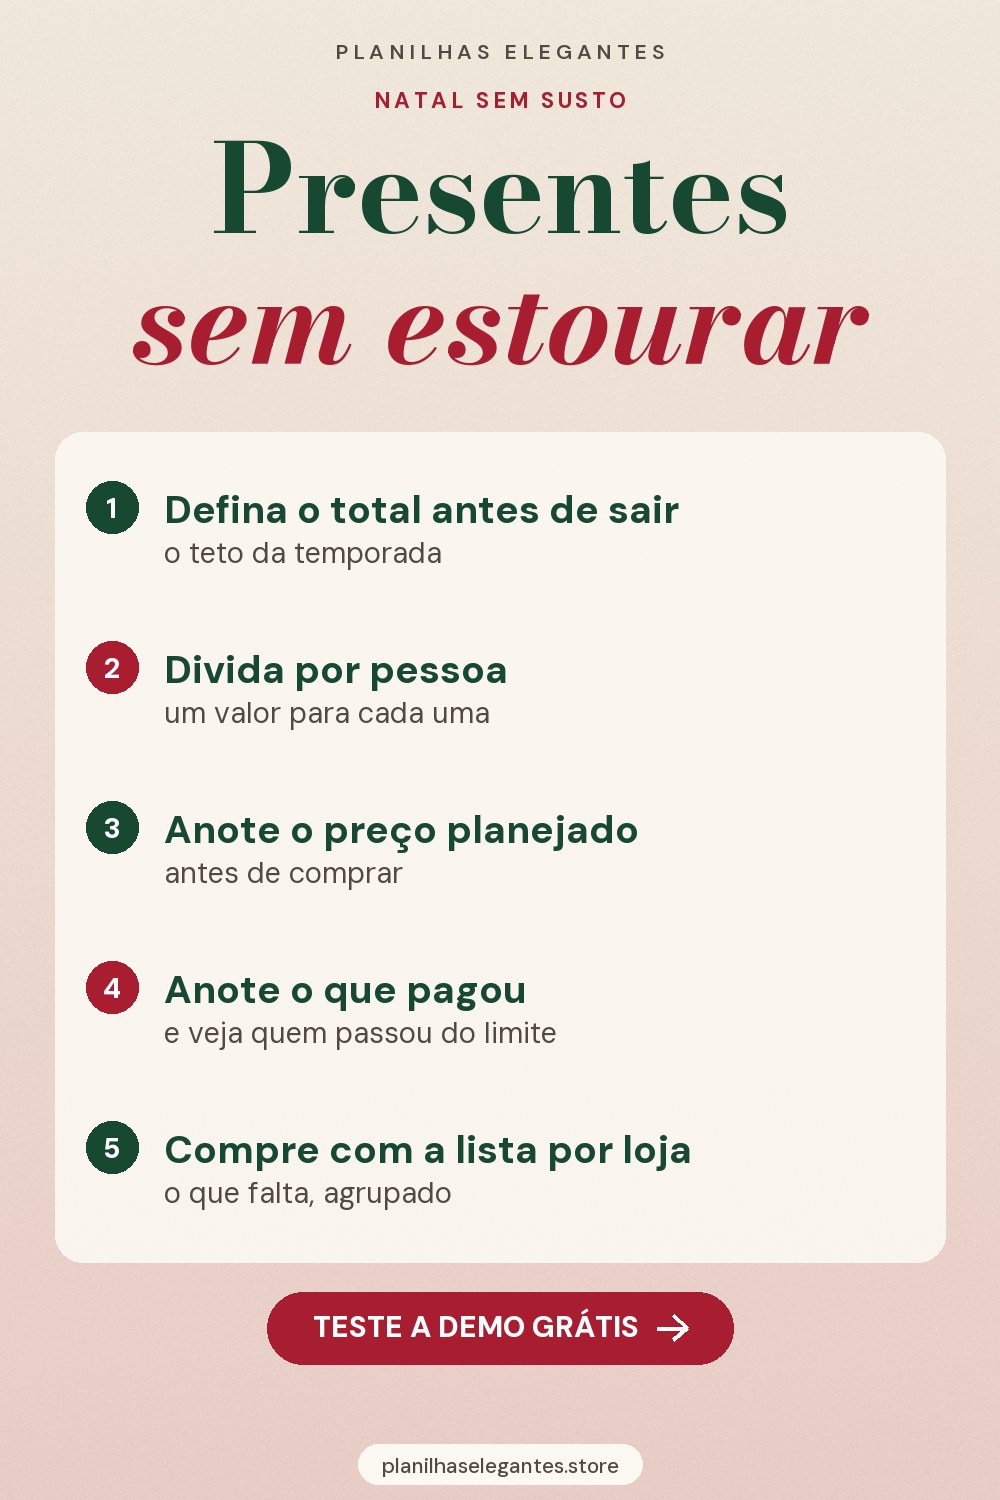 PLANILHAS ELEGANTES
NATAL SEM SUSTO
Presentes
sem estourar
1
Defina o total antes de sair
o teto da temporada
2
Divida por pessoa
um valor para cada uma
3
Anote o preço planejado
antes de comprar
4
Anote o que pagou
e veja quem passou do limite
5
Compre com a lista por loja
o que falta, agrupado
TESTE A DEMO GRÁTIS →
planilhaselegantes.store